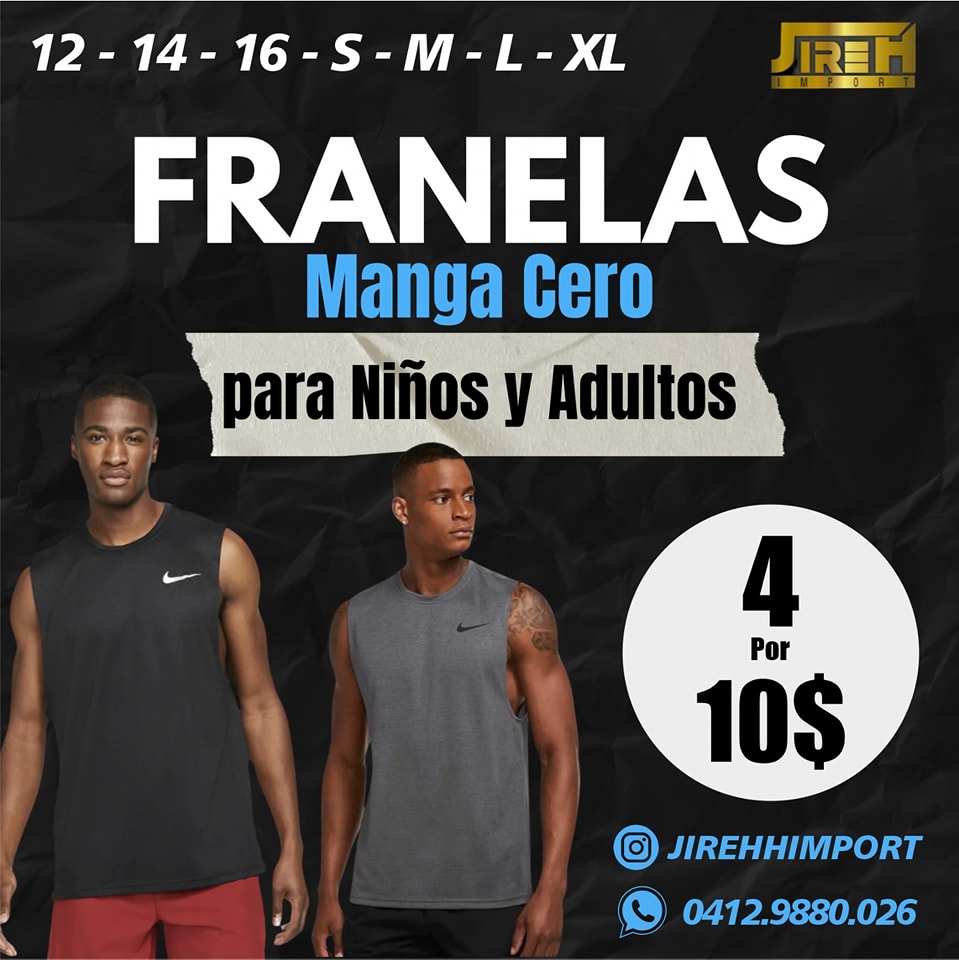 12 - 14 - 16 - S - M - L - XL
JIREH
IMPORT
FRANELAS
Manga Cero
para Niños y Adultos
4
Por
10$
JIREHHIMPORT
0412.9880.026